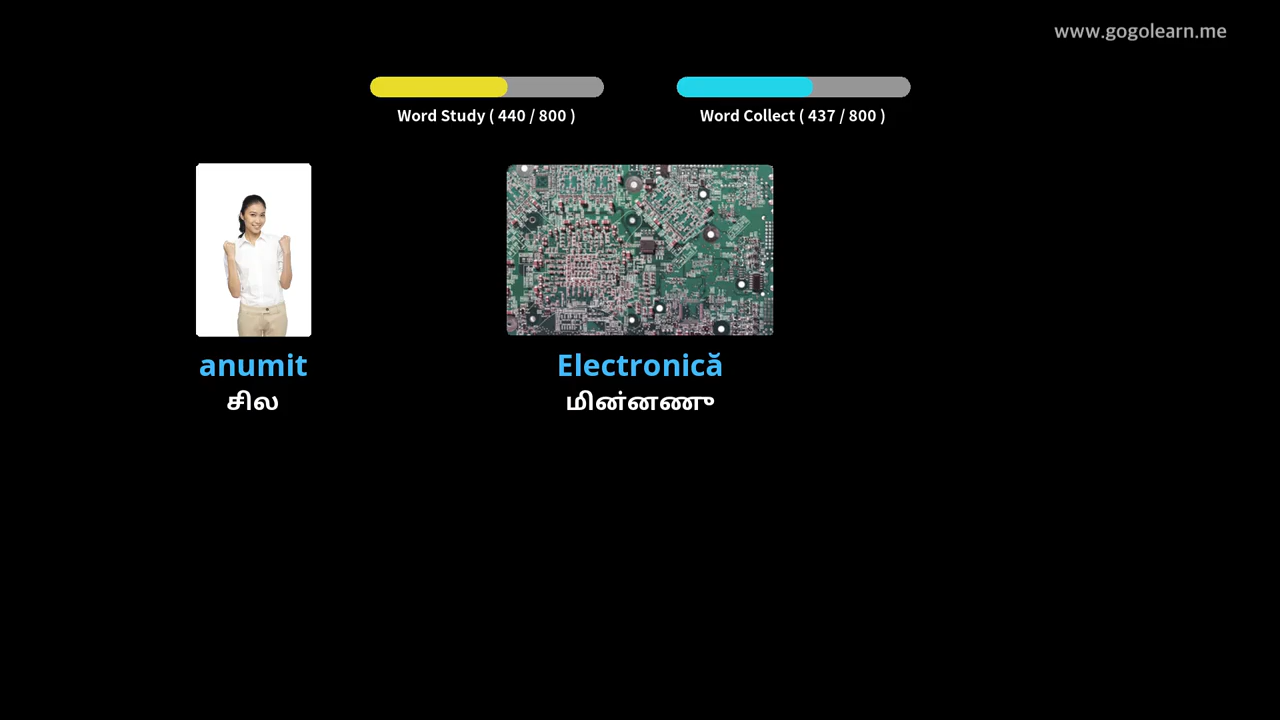 www.gogolearn.me
Word Study ( 440 / 800 )
Word Collect ( 437 / 800 )
anumit
சில
Electronică
மின்னணு